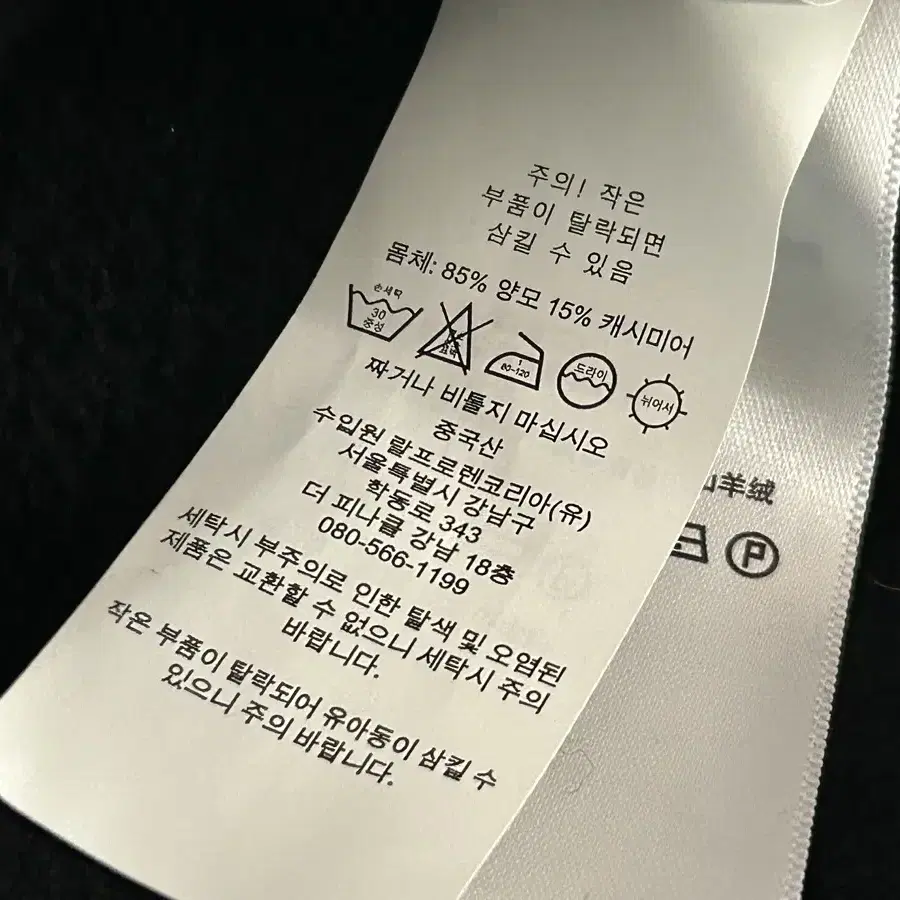 주의! 작은
부품이 탈락되면
삼킬 수 있음
몸체: 85% 양모 15% 캐시미어
손세탁
30
중성
80-120
드라이
뉘어서
짜거나 비틀지 마십시오
중국산
수입원 랄프로렌코리아(유)
서울특별시 강남구
학동로 343
더 피나클 강남 18층
080-566-1199
세탁시 부주의로 인한 탈색 및 오염된
제품은 교환할 수 없으니 세탁시 주의
바랍니다.
작은 부품이 탈락되어 유아동이 삼킬 수
있으니 주의 바랍니다.
山羊绒
P